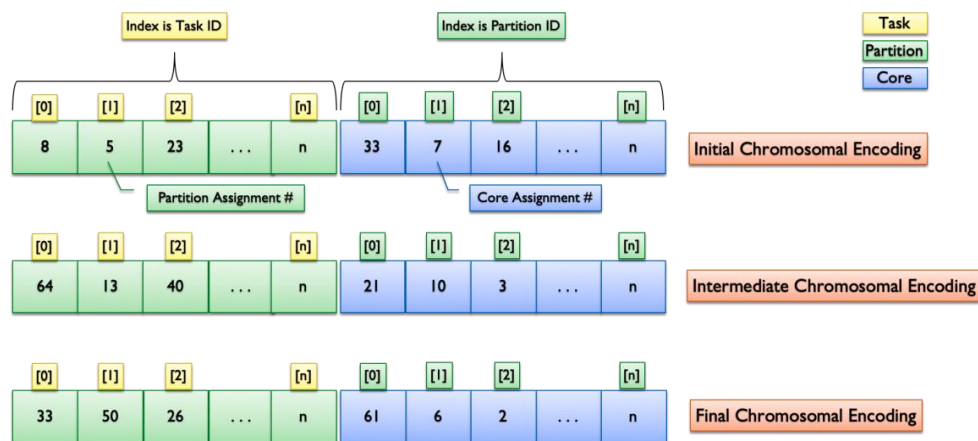 Index is Task ID
Index is Partition ID
Task
Partition
Core
[0] [1] [2] [n] [0] [1] [2] [n]
8 5 23 . . . n 33 7 16 . . . n
Initial Chromosomal Encoding
Partition Assignment #
Core Assignment #
[0] [1] [2] [n] [0] [1] [2] [n]
64 13 40 . . . n 21 10 3 . . . n
Intermediate Chromosomal Encoding
[0] [1] [2] [n] [0] [1] [2] [n]
33 50 26 . . . n 61 6 2 . . . n
Final Chromosomal Encoding